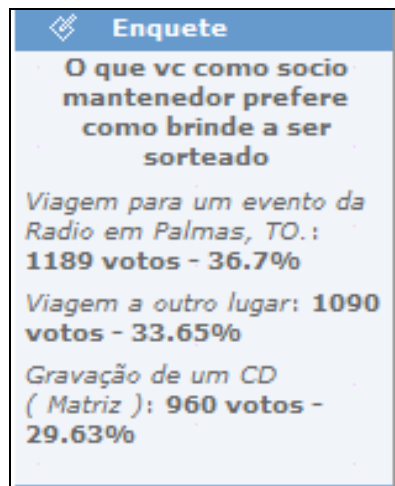 Enquete
O que vc como socio
mantenedor prefere
como brinde a ser
sorteado
Viagem para um evento da
Radio em Palmas, TO.:
1189 votos - 36.7%
Viagem a outro lugar: 1090
votos - 33.65%
Gravação de um CD
( Matriz ): 960 votos -
29.63%